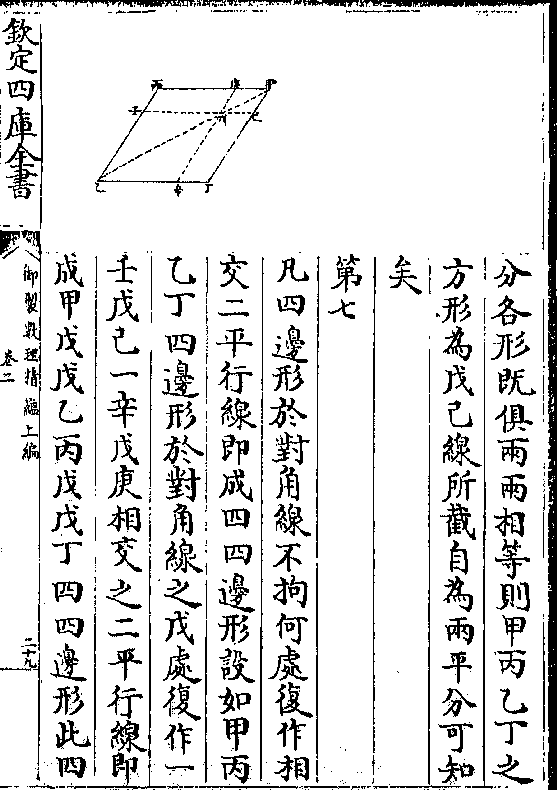 分各形既俱兩兩相等則甲丙乙丁之
方形為戊己線所截自為兩平分可知
矣
第七
凡四邊形於對角線不拘何處復作相
交二平行線即成四四邊形設如甲丙
乙丁四邊形於對角線之戊處復作一
壬戊己一辛戊庚相交之二平行線即
成甲戊戊乙丙戊戊丁四四邊形此四
欽定四庫全書
御製數理精蘊上編
卷二
二十九
丙
庚
甲
壬
戊
己
乙
辛
丁